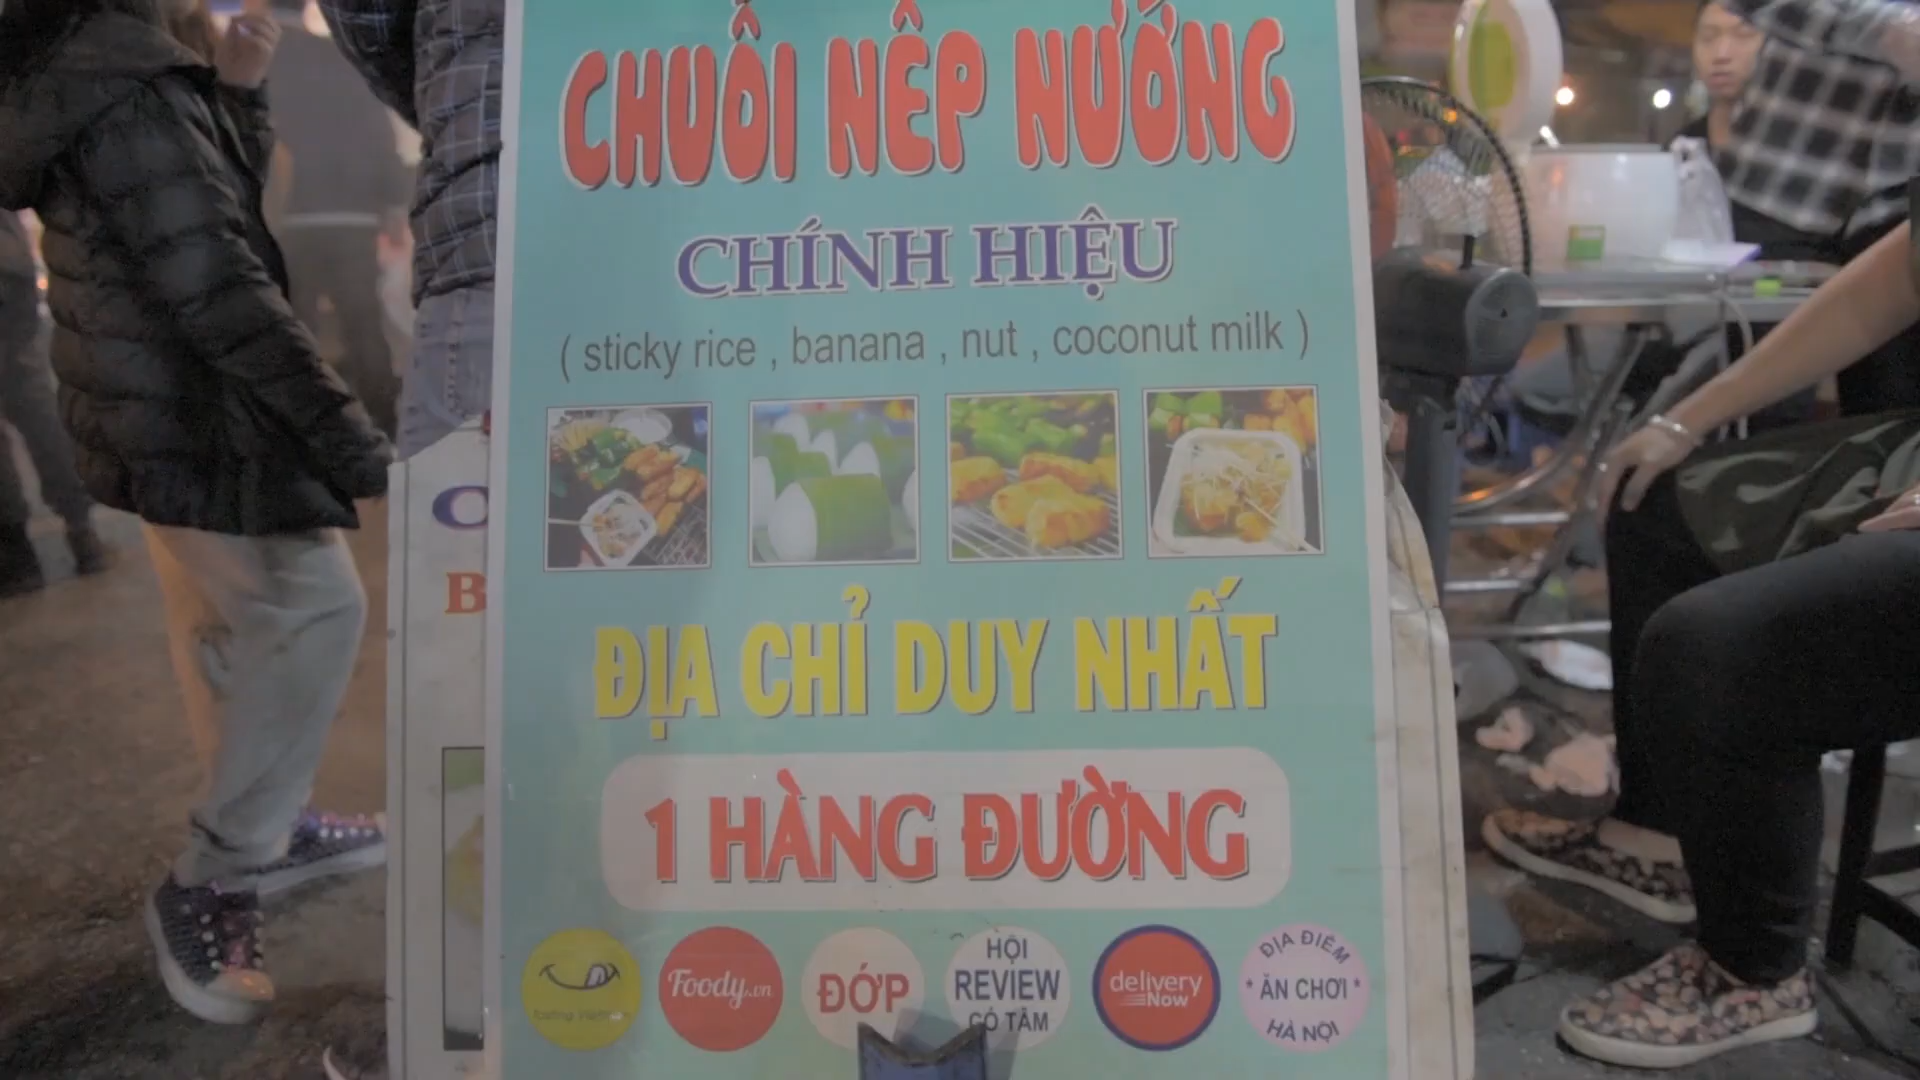 CHUỐI NẾP NƯỚNG
CHÍNH HIỆU
( sticky rice , banana , nut , coconut milk )
ĐỊA CHỈ DUY NHẤT
1 HÀNG ĐƯỜNG
Foody.vn
ĐỚP
HỘI
REVIEW
CÓ TÂM
delivery
Now
ĐỊA ĐIỂM
* ĂN CHƠI *
HÀ NỘI